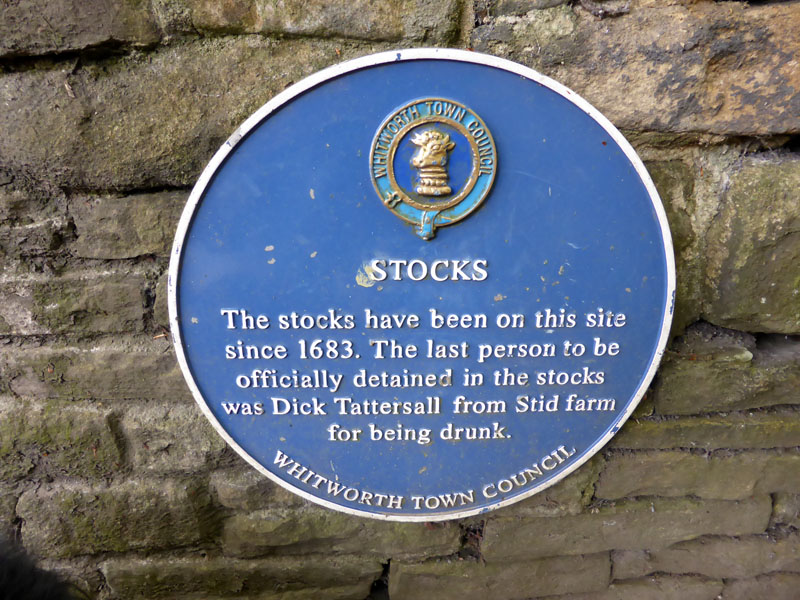 WHITWORTH TOWN COUNCIL
STOCKS
The stocks have been on this site
since 1683. The last person to be
officially detained in the stocks
was Dick Tattersall from Stid farm
for being drunk.
WHITWORTH TOWN COUNCIL